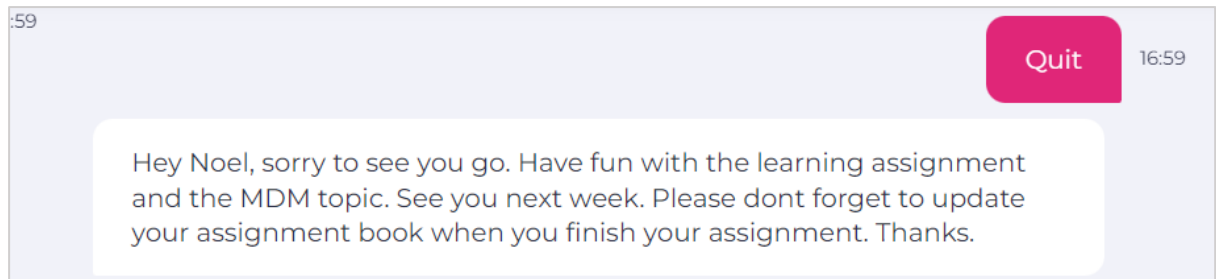 :59
Quit
16:59
Hey Noel, sorry to see you go. Have fun with the learning assignment
and the MDM topic. See you next week. Please dont forget to update
your assignment book when you finish your assignment. Thanks.